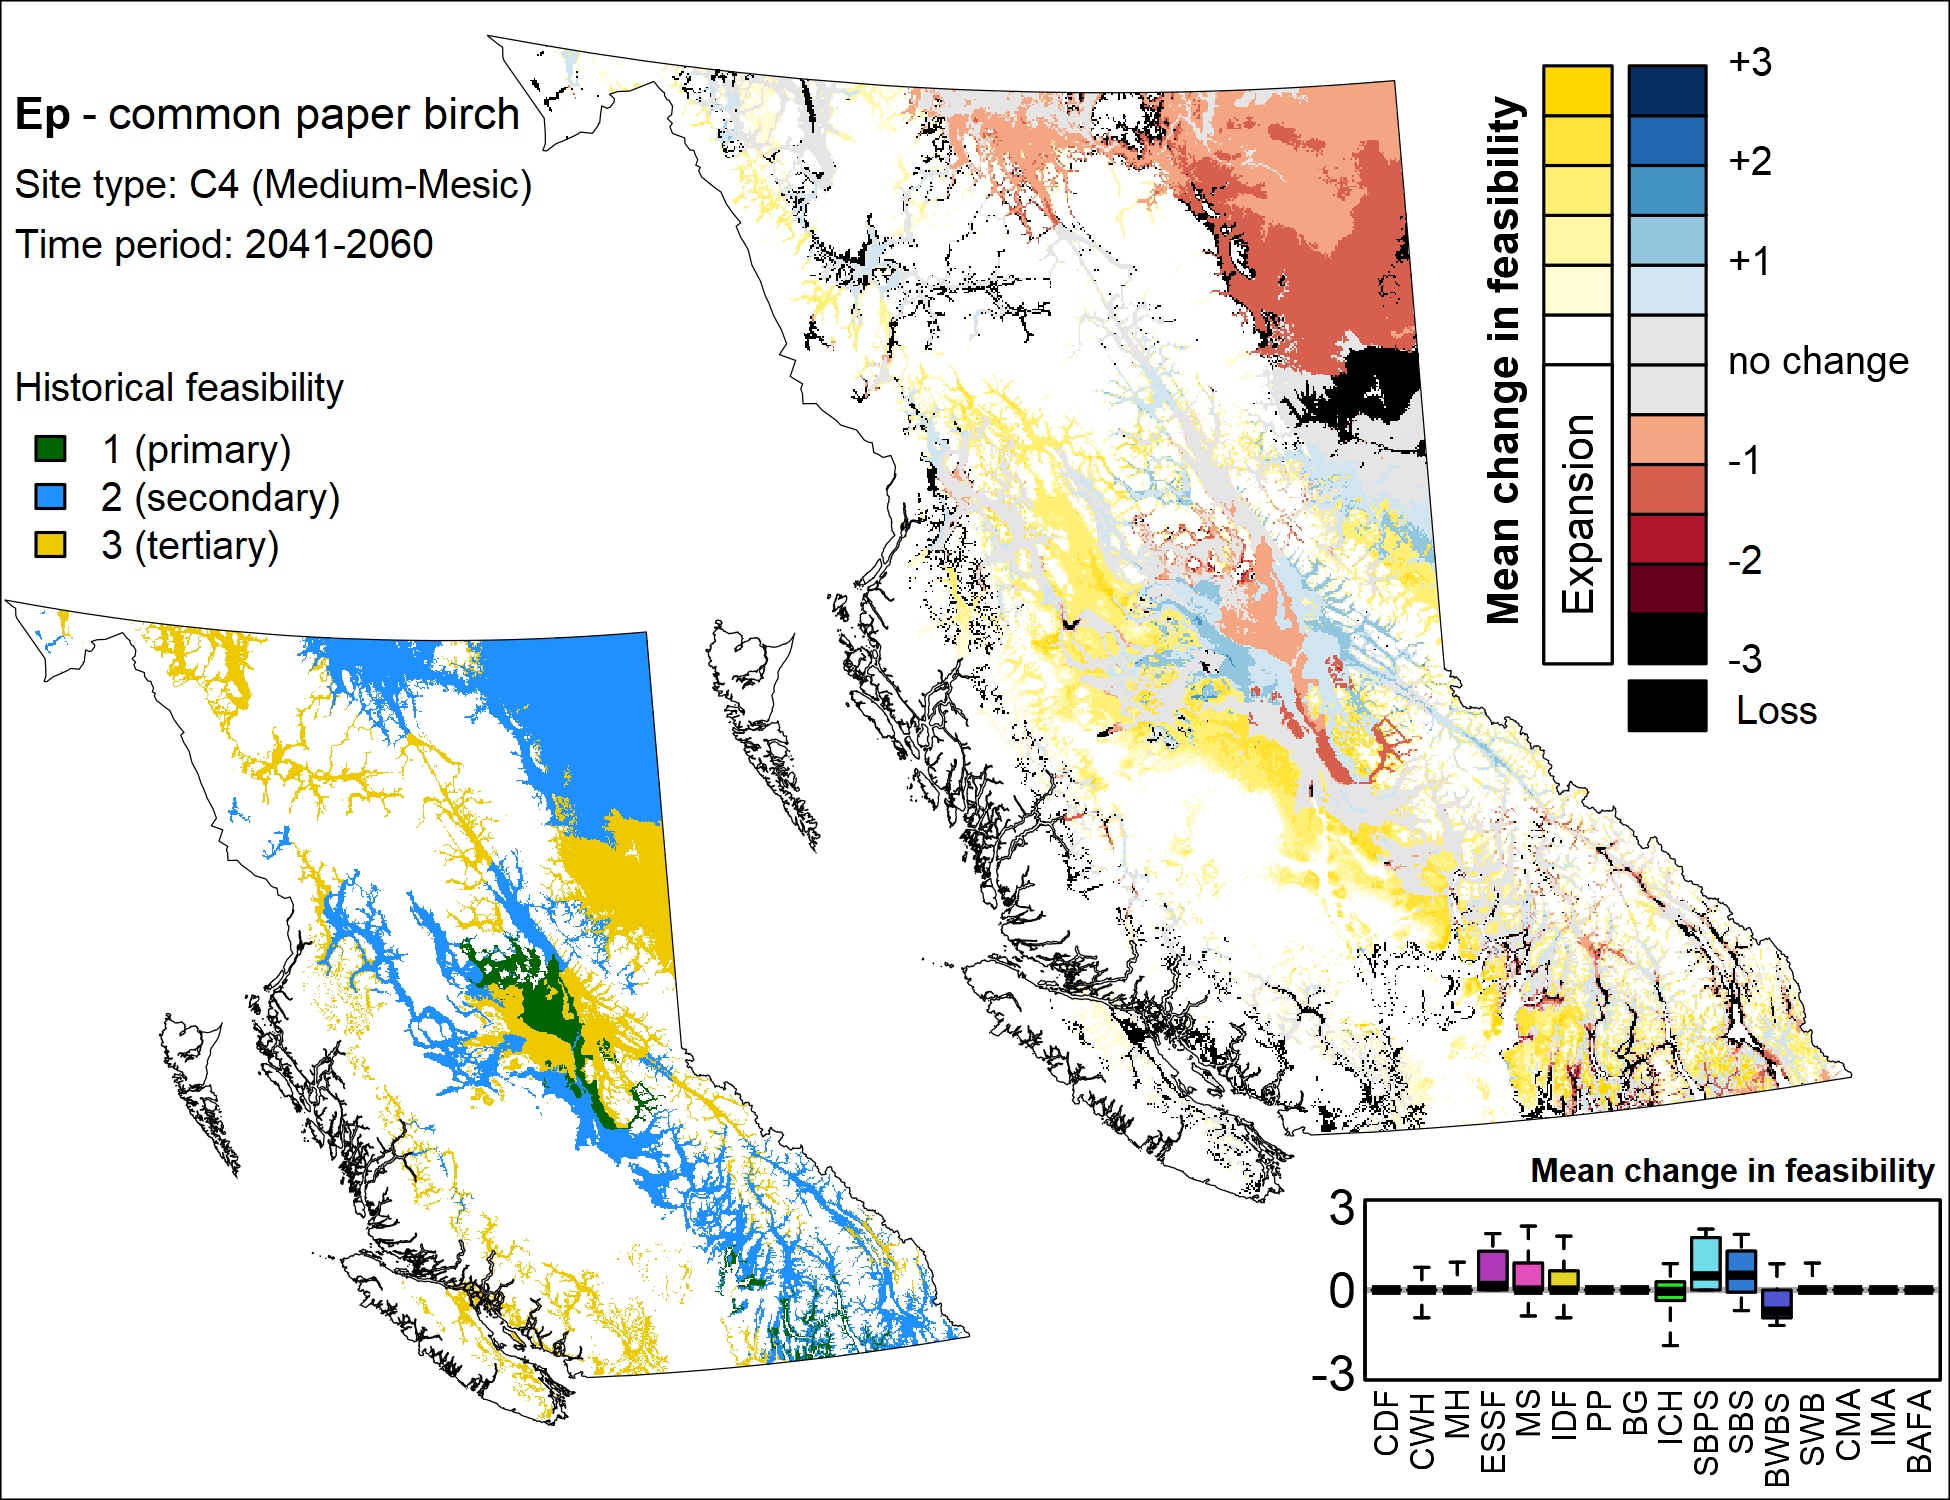 Ep - common paper birch
Site type: C4 (Medium-Mesic)
Time period: 2041-2060
Historical feasibility
1 (primary)
2 (secondary)
3 (tertiary)
Mean change in feasibility
Expansion
+3
+2
+1
no change
-1
-2
-3
Loss
Mean change in feasibility
3
0
-3
CDF
CWH
MH
ESSF
MS
IDF
PP
BG
ICH
SBPS
SBS
BWBS
SWB
CMA
IMA
BAFA